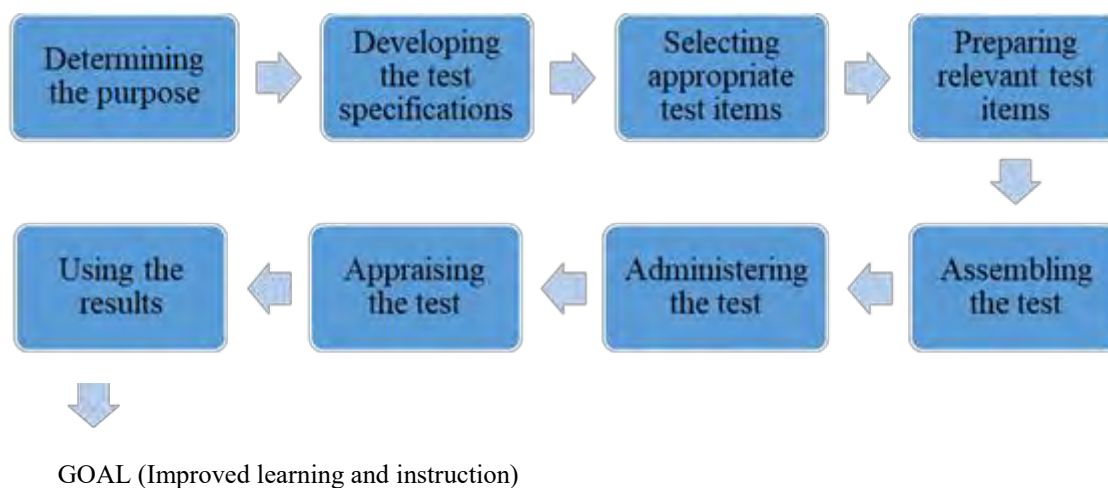 Determining
the purpose
Developing
the test
specifications
Selecting
appropriate
test items
Preparing
relevant test
items
Assembling
the test
Administering
the test
Appraising
the test
Using the
results
GOAL (Improved learning and instruction)